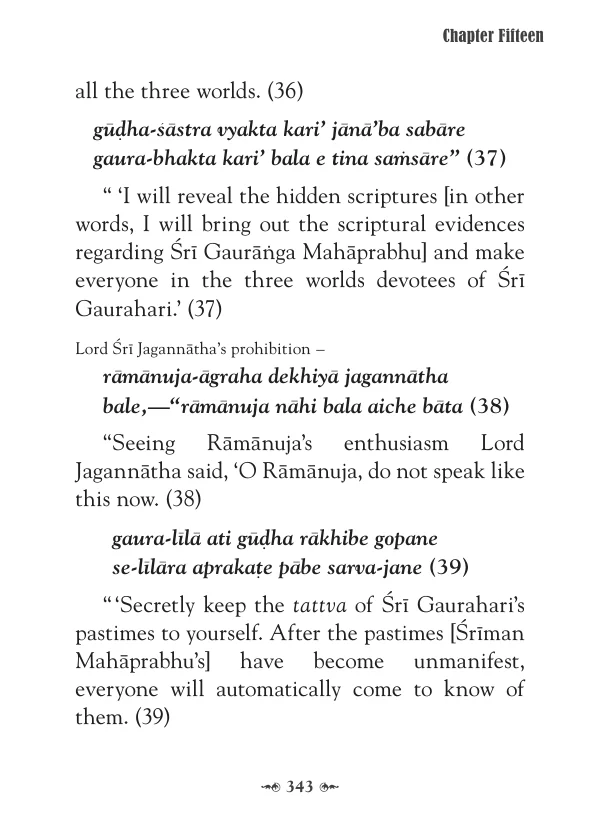 Chapter Fifteen
all the three worlds. (36)
gūḍha-śāstra vyakta kari’ jānā’ba sabāre
gaura-bhakta kari’ bala e tina saṁsāre” (37)
“ ‘I will reveal the hidden scriptures [in other
words, I will bring out the scriptural evidences
regarding Śrī Gaurāṅga Mahāprabhu] and make
everyone in the three worlds devotees of Śrī
Gaurahari.’ (37)
Lord Śrī Jagannātha’s prohibition –
rāmānuja-āgraha dekhiyā jagannātha
bale,—“rāmānuja nāhi bala aiche bāta (38)
“Seeing Rāmānuja’s enthusiasm Lord
Jagannātha said, ‘O Rāmānuja, do not speak like
this now. (38)
gaura-līlā ati gūḍha rākhibe gopane
se-līlāra aprakaṭe pābe sarva-jane (39)
“ ‘Secretly keep the tattva of Śrī Gaurahari’s
pastimes to yourself. After the pastimes [Śrīman
Mahāprabhu’s] have become unmanifest,
everyone will automatically come to know of
them. (39)
343